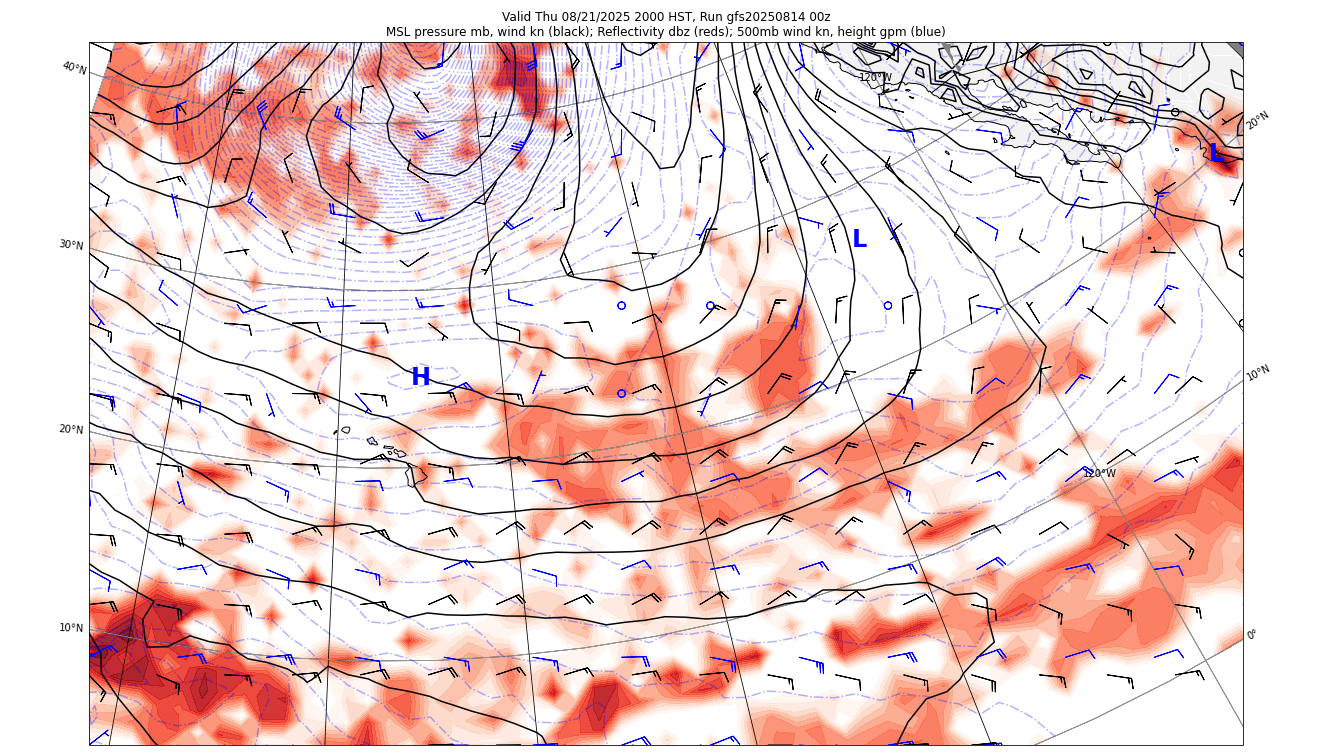 Valid Thu 08/21/2025 2000 HST, Run gfs20250814 00z
MSL pressure mb, wind kn (black); Reflectivity dbz (reds); 500mb wind kn, height gpm (blue)
40°N
120°W
20°N
L
30°N
L
H
10°N
20°N
120°W
10°N
0°